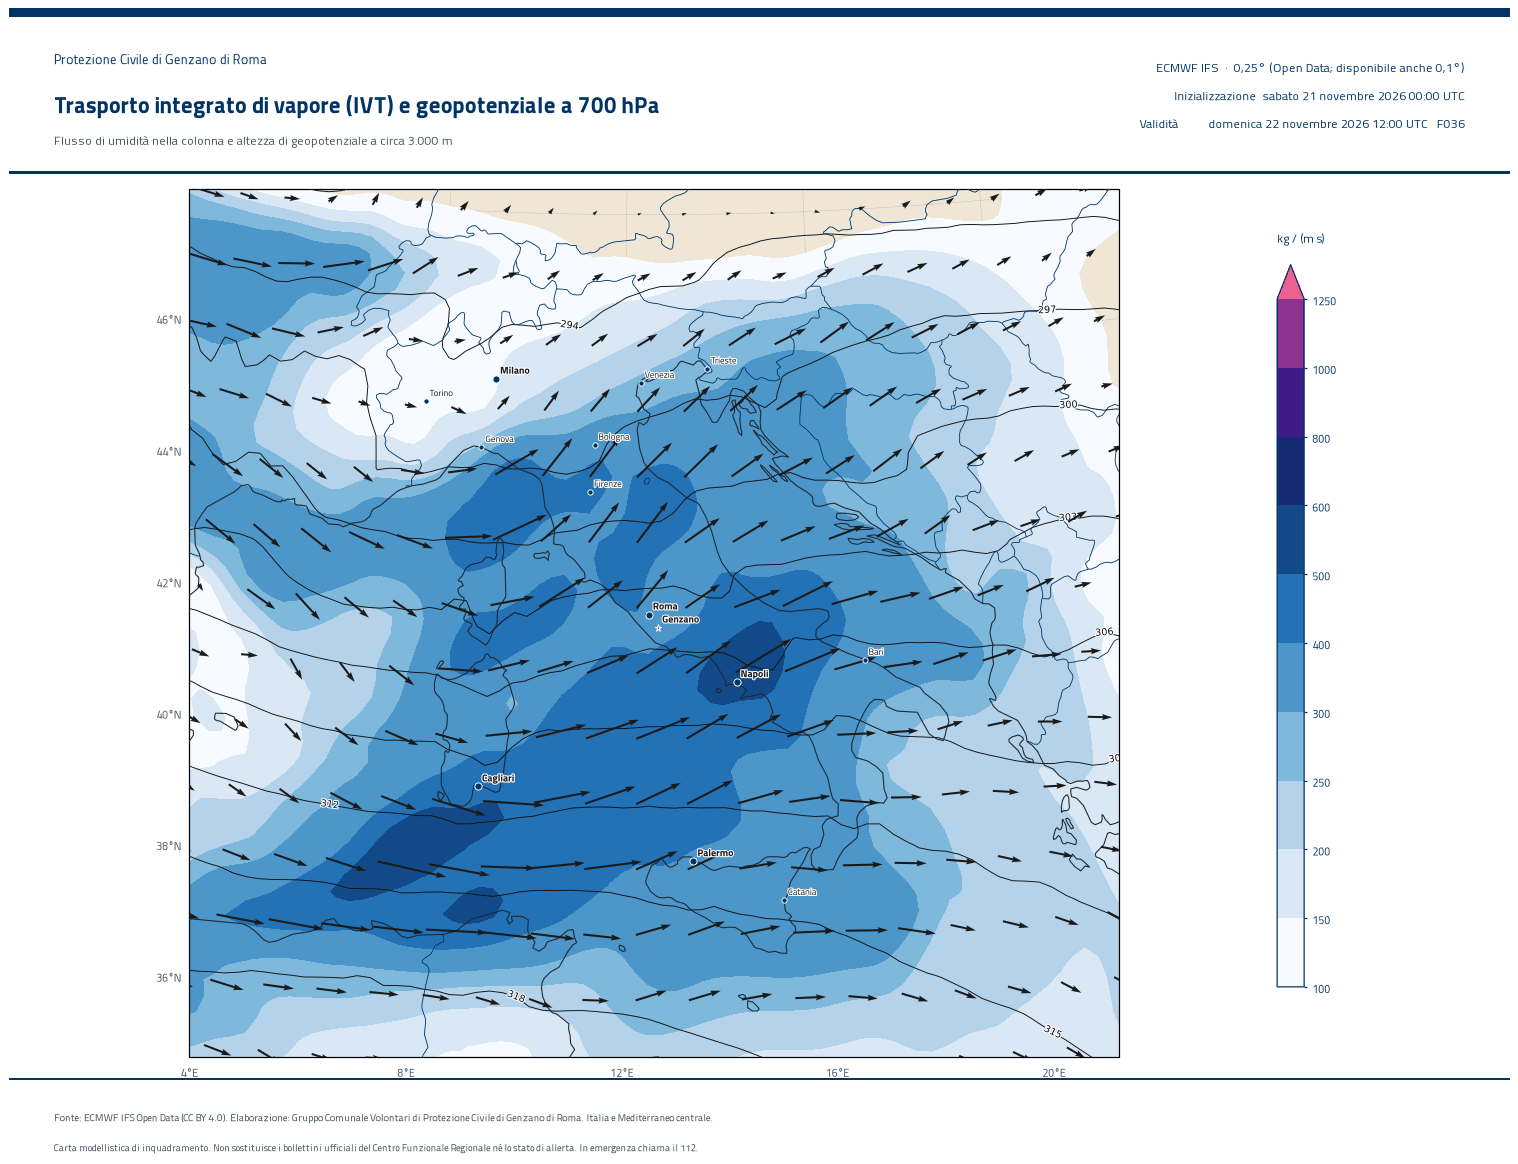 Protezione Civile di Genzano di Roma
Trasporto integrato di vapore (IVT) e geopotenziale a 700 hPa
Flusso di umidità nella colonna e altezza di geopotenziale a circa 3.000 m
ECMWF IFS · 0,25° (Open Data; disponibile anche 0,1°)
Inizializzazione sabato 21 novembre 2026 00:00 UTC
Validità domenica 22 novembre 2026 12:00 UTC F036
kg / (m s)
1250
1000
800
600
500
400
300
250
200
150
100
46°N
44°N
42°N
40°N
38°N
36°N
4°E
8°E
12°E
16°E
20°E
294
297
300
303
306
30
312
315
318
Milano
Torino
Venezia
Trieste
Genova
Bologna
Firenze
Roma
Genzano
Napoli
Bari
Cagliari
Palermo
Catania
Fonte: ECMWF IFS Open Data (CC BY 4.0). Elaborazione: Gruppo Comunale Volontari di Protezione Civile di Genzano di Roma. Italia e Mediterraneo centrale.
Carta modellistica di inquadramento. Non sostituisce i bollettini ufficiali del Centro Funzionale Regionale né lo stato di allerta. In emergenza chiama il 112.